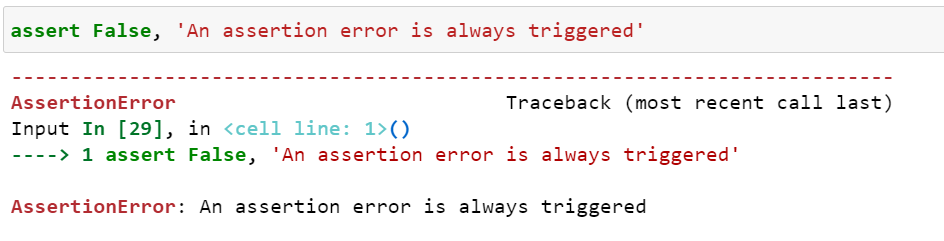 assert False, 'An assertion error is always triggered'
---------------------------------------------------------------------------
AssertionError                            Traceback (most recent call last)
Input In [29], in <cell line: 1>()
----> 1 assert False, 'An assertion error is always triggered'
AssertionError: An assertion error is always triggered